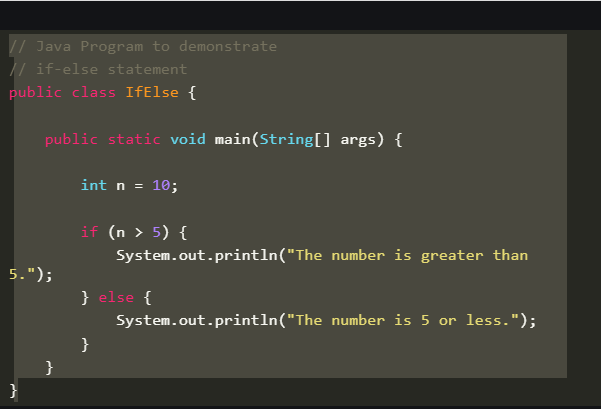 // Java Program to demonstrate
// if-else statement
public class IfElse {
    public static void main(String[] args) {
        int n = 10;
        if (n > 5) {
            System.out.println("The number is greater than
5.");
        } else {
            System.out.println("The number is 5 or less.");
        }
    }
}